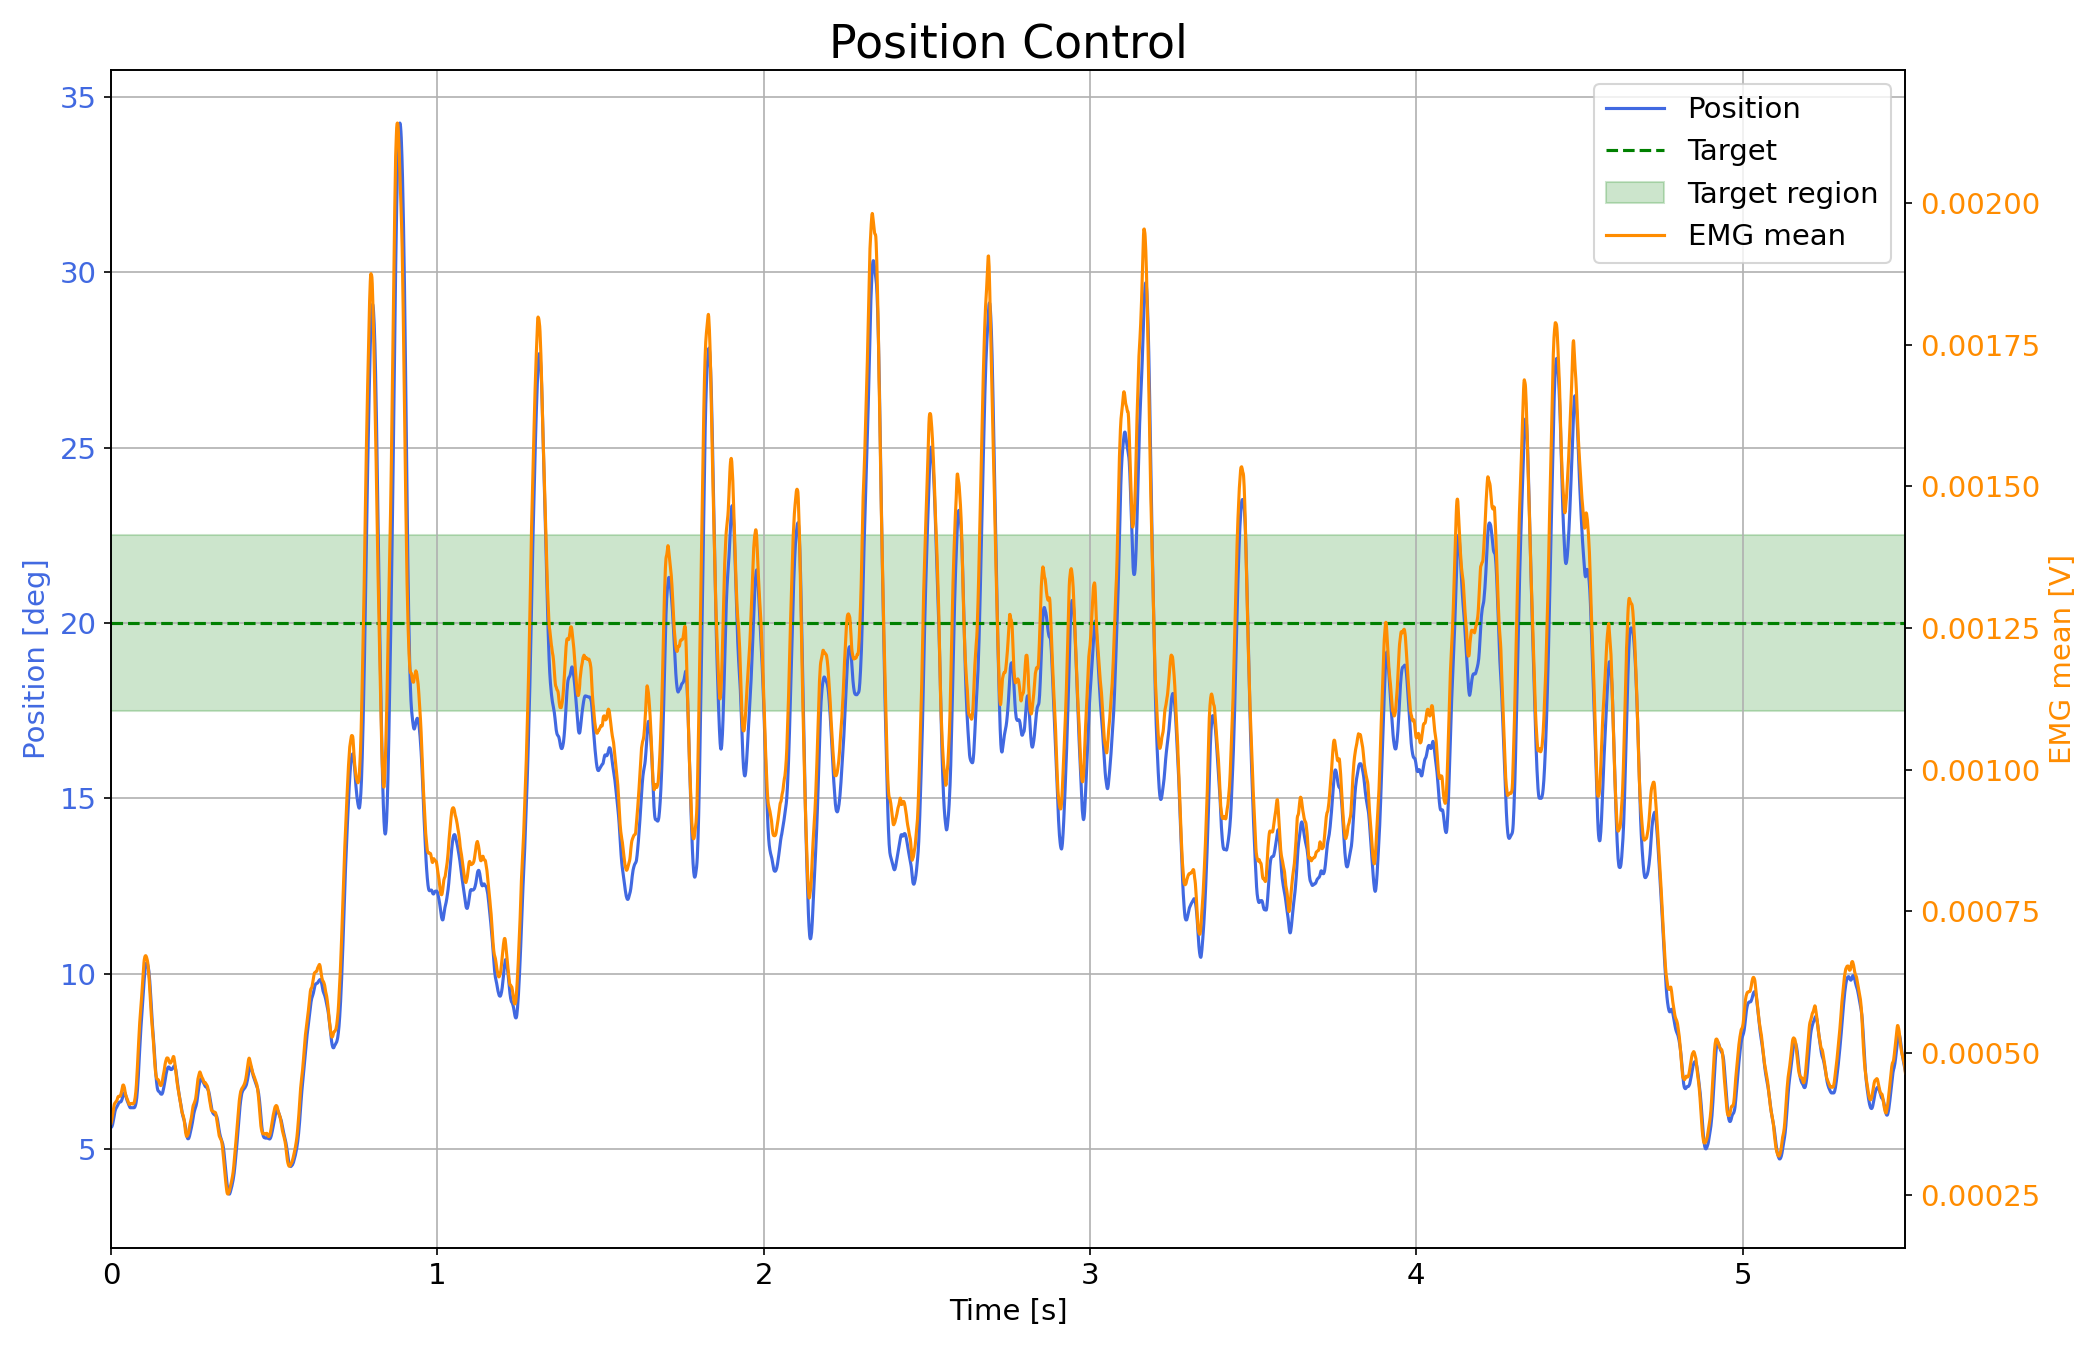 Position Control
35
30
25
20
15
10
5
Position [deg]
0.00200
0.00175
0.00150
0.00125
0.00100
0.00075
0.00050
0.00025
EMG mean [V]
Position
Target
Target region
EMG mean
0 1 2 3 4 5
Time [s]